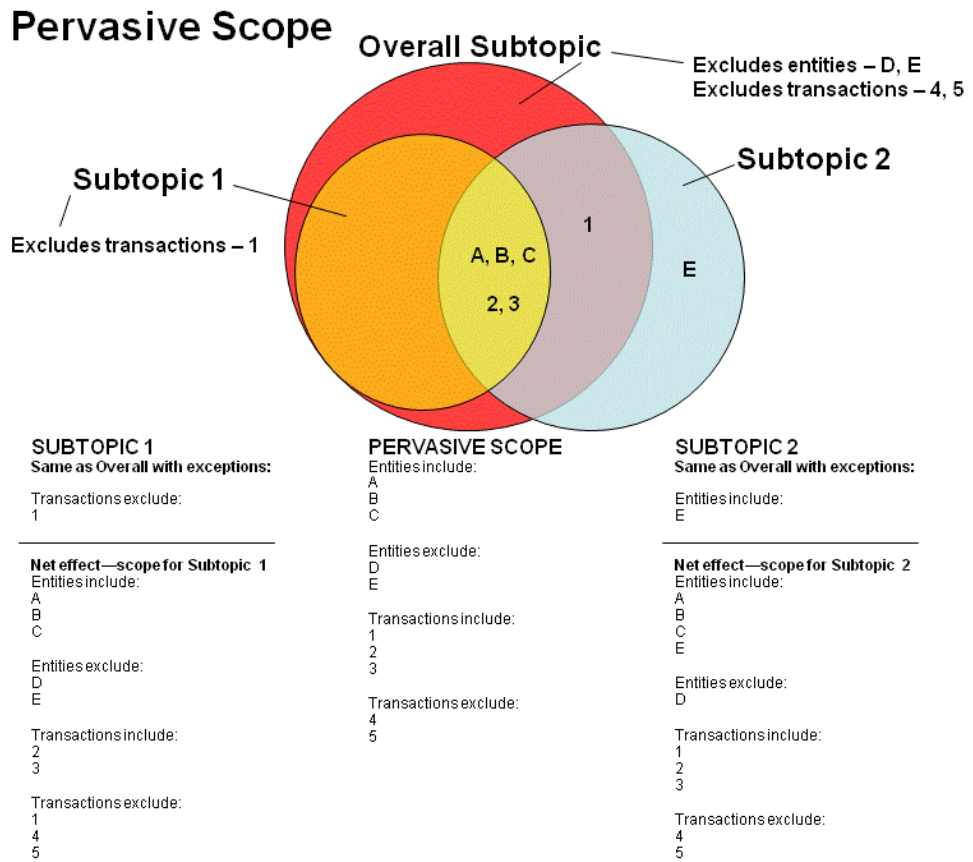 Pervasive Scope
Overall Subtopic
Excludes entities – D, E
Excludes transactions – 4, 5
Subtopic 2
Subtopic 1
Excludes transactions – 1
1
A, B, C
E
2, 3
SUBTOPIC 1
Same as Overall with exceptions:
Transactions exclude:
1
Net effect—scope for Subtopic 1
Entities include:
A
B
C
Entities exclude:
D
E
Transactions include:
2
3
Transactions exclude:
1
4
5
PERVASIVE SCOPE
Entities include:
A
B
C
Entities exclude:
D
E
Transactions include:
1
2
3
Transactions exclude:
4
5
SUBTOPIC 2
Same as Overall with exceptions:
Entities include:
E
Net effect—scope for Subtopic 2
Entities include:
A
B
C
E
Entities exclude:
D
Transactions include:
1
2
3
Transactions exclude:
4
5